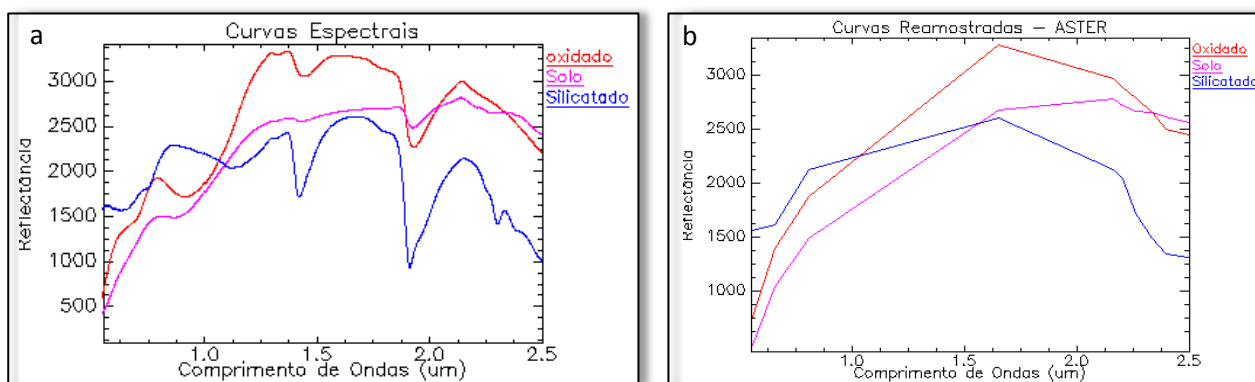 a
Curvas Espectrais
oxidado
Solo
Silicatado
Reflectância
3000
2500
2000
1500
1000
500
1.0
1.5
2.0
2.5
Comprimento de Ondas (um)
b
Curvas Reamostradas – ASTER
Oxidado
Solo
Silicatado
Reflectância
3000
2500
2000
1500
1000
1.0
1.5
2.0
2.5
Comprimento de Ondas (um)